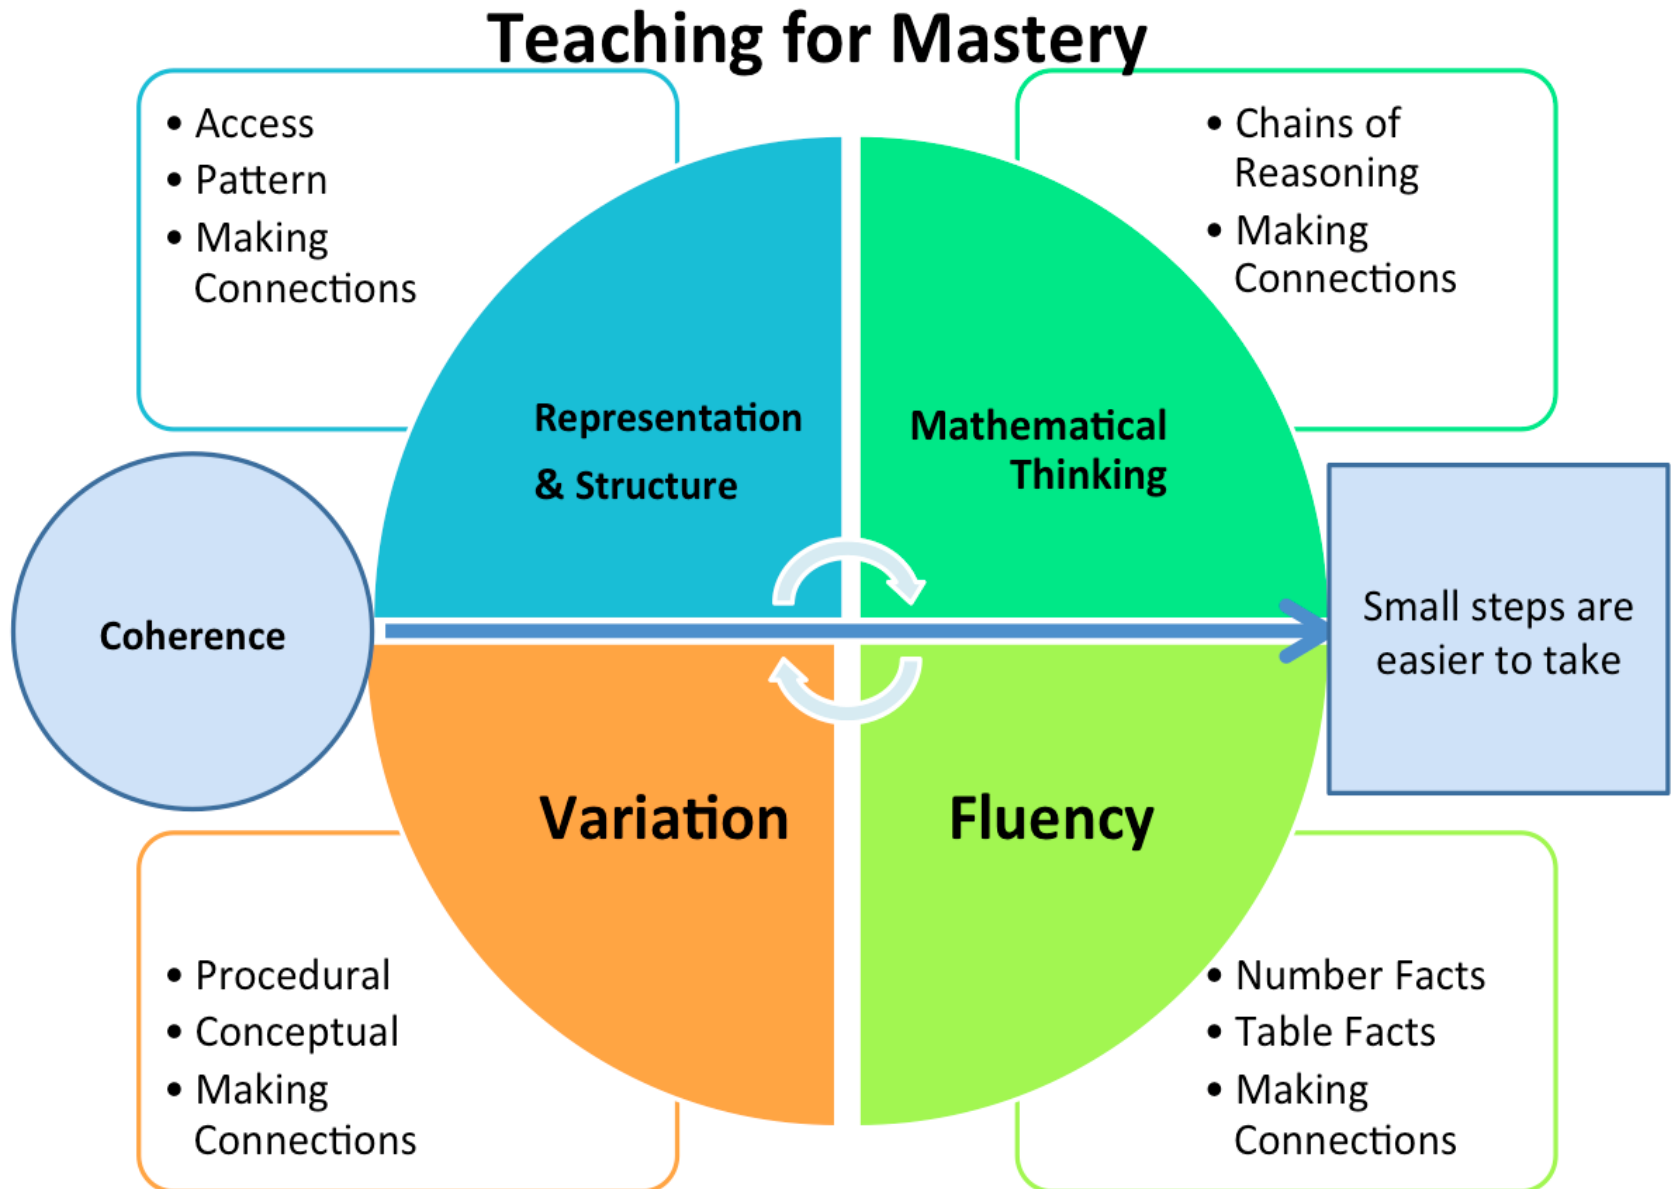 Teaching for Mastery
• Access
• Pattern
• Making
Connections
• Chains of
Reasoning
• Making
Connections
Representation
& Structure
Mathematical
Thinking
Coherence
Small steps are
easier to take
Variation
Fluency
• Procedural
• Conceptual
• Making
Connections
• Number Facts
• Table Facts
• Making
Connections